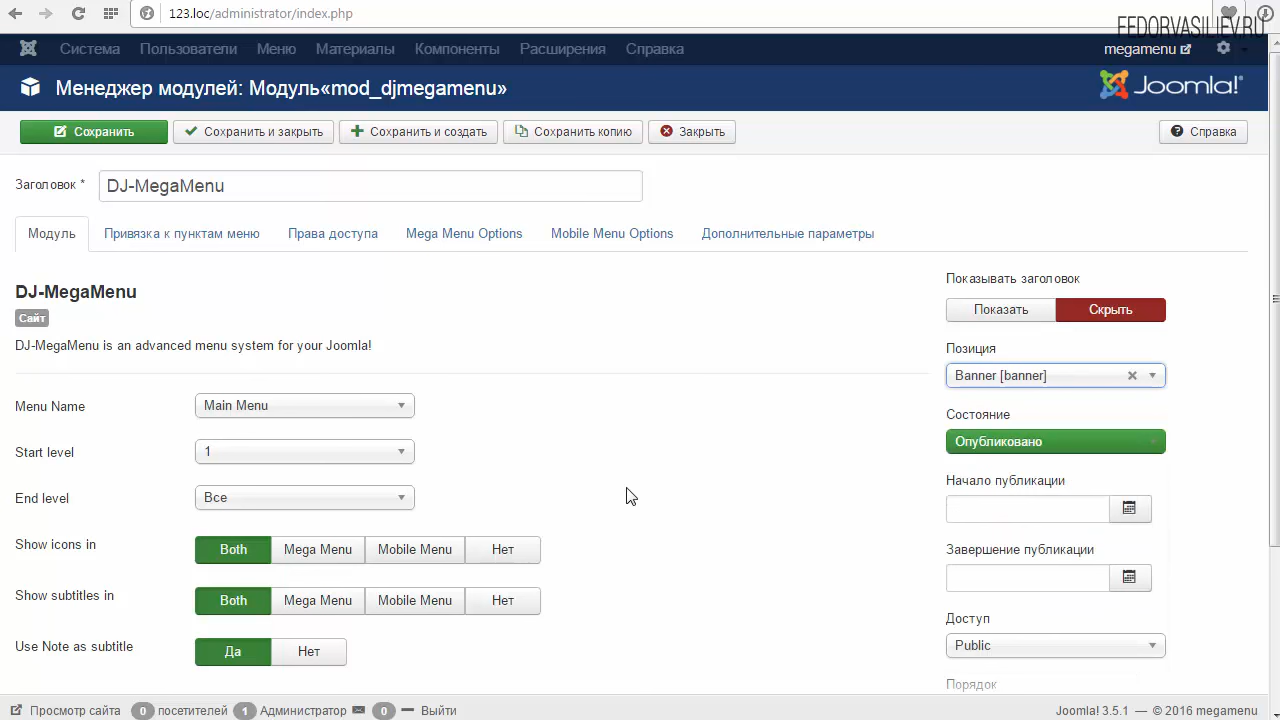 123.loc/administrator/index.php
FEDORVASILIEV.RU
Система Пользователи Меню Материалы Компоненты Расширения Справка megamenu
Менеджер модулей: Модуль«mod_djmegamenu» Joomla!
Сохранить Сохранить и закрыть Сохранить и создать Сохранить копию Закрыть Справка
Заголовок * DJ-MegaMenu
Модуль Привязка к пунктам меню Права доступа Mega Menu Options Mobile Menu Options Дополнительные параметры
DJ-MegaMenu
Сайт
DJ-MegaMenu is an advanced menu system for your Joomla!
Menu Name Main Menu
Start level 1
End level Все
Show icons in Both Mega Menu Mobile Menu Нет
Show subtitles in Both Mega Menu Mobile Menu Нет
Use Note as subtitle Да Нет
Показывать заголовок
Показать Скрыть
Позиция
Banner [banner]
Состояние
Опубликовано
Начало публикации
Завершение публикации
Доступ
Public
Порядок
Просмотр сайта 0 посетителей 1 Администратор 0 Выйти Joomla! 3.5.1 — © 2016 megamenu